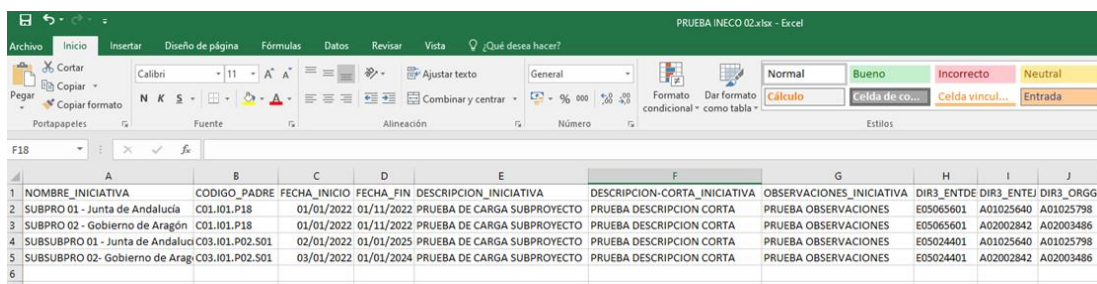 PRUEBA INECO 02.xlsx - Excel
Archivo Inicio Insertar Diseño de página Fórmulas Datos Revisar Vista ¿Qué desea hacer?
Cortar Calibri 11 Ajustar texto General Normal Bueno Incorrecto Neutral
Copiar
Pegar Copiar formato N K S Combinar y centrar % 000 Formato condicional Dar formato como tabla Cálculo Celda de co... Celda vincul... Entrada
Portapapeles Fuente Alineación Número Estilos
F18 fx
A B C D E F G H I J
1 NOMBRE_INICIATIVA CODIGO_PADRE FECHA_INICIO FECHA_FIN DESCRIPCION_INICIATIVA DESCRIPCION-CORTA_INICIATIVA OBSERVACIONES_INICIATIVA DIR3_ENTDE DIR3_ENTEJ DIR3_ORGG
2 SUBPRO 01 - Junta de Andalucía C01.I01.P18 01/01/2022 01/11/2022 PRUEBA DE CARGA SUBPROYECTO PRUEBA DESCRIPCION CORTA PRUEBA OBSERVACIONES E05065601 A01025640 A01025798
3 SUBPRO 02 - Gobierno de Aragón C01.I01.P18 01/01/2022 01/11/2022 PRUEBA DE CARGA SUBPROYECTO PRUEBA DESCRIPCION CORTA PRUEBA OBSERVACIONES E05065601 A02002842 A02003486
4 SUBSUBPRO 01 - Junta de Andaluci C03.I01.P02.S01 02/01/2022 01/01/2025 PRUEBA DE CARGA SUBPROYECTO PRUEBA DESCRIPCION CORTA PRUEBA OBSERVACIONES E05024401 A01025640 A01025798
5 SUBSUBPRO 02- Gobierno de Arag C03.I01.P02.S01 03/01/2022 01/01/2024 PRUEBA DE CARGA SUBPROYECTO PRUEBA DESCRIPCION CORTA PRUEBA OBSERVACIONES E05024401 A02002842 A02003486
6